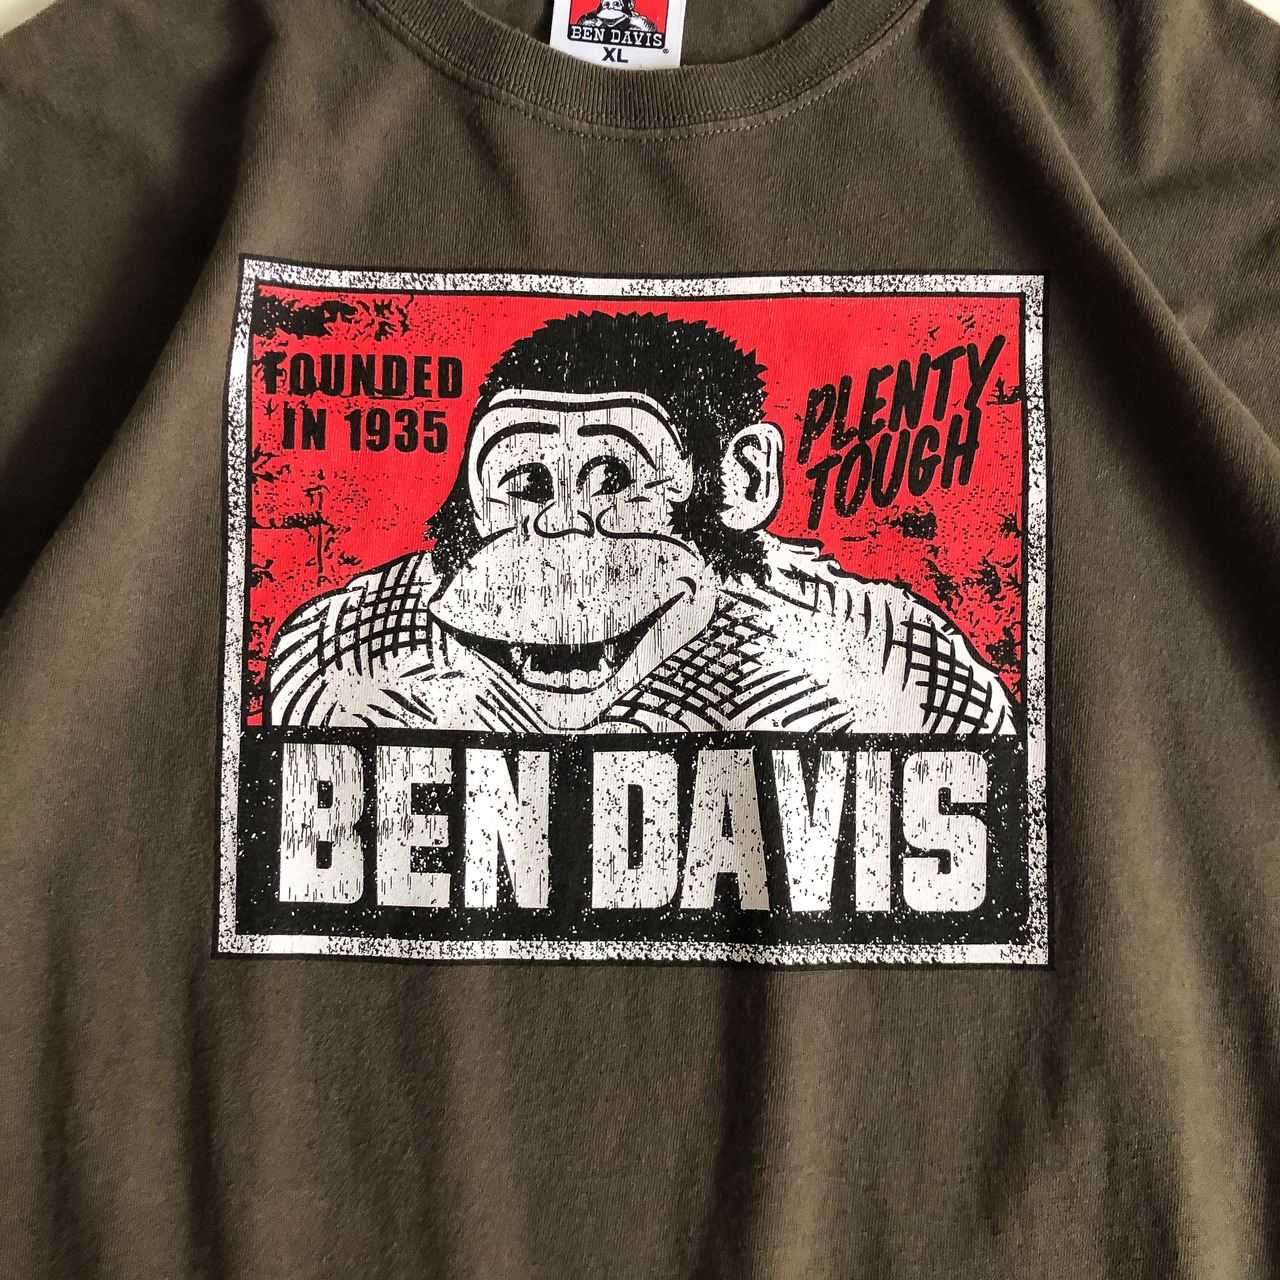 BEN DAVIS
XL
FOUNDED
IN 1935
PLENTY
TOUGH
BEN DAVIS